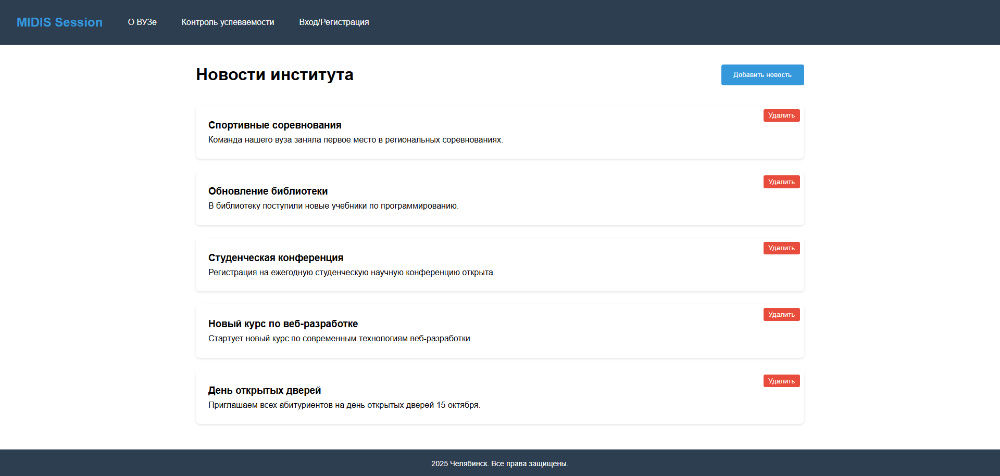 MIDIS Session О ВУЗе Контроль успеваемости Вход/Регистрация
Новости института Добавить новость
Удалить
Спортивные соревнования
Команда нашего вуза заняла первое место в региональных соревнованиях.
Удалить
Обновление библиотеки
В библиотеку поступили новые учебники по программированию.
Удалить
Студенческая конференция
Регистрация на ежегодную студенческую научную конференцию открыта.
Удалить
Новый курс по веб-разработке
Стартует новый курс по современным технологиям веб-разработки.
Удалить
День открытых дверей
Приглашаем всех абитуриентов на день открытых дверей 15 октября.
2025 Челябинск. Все права защищены.